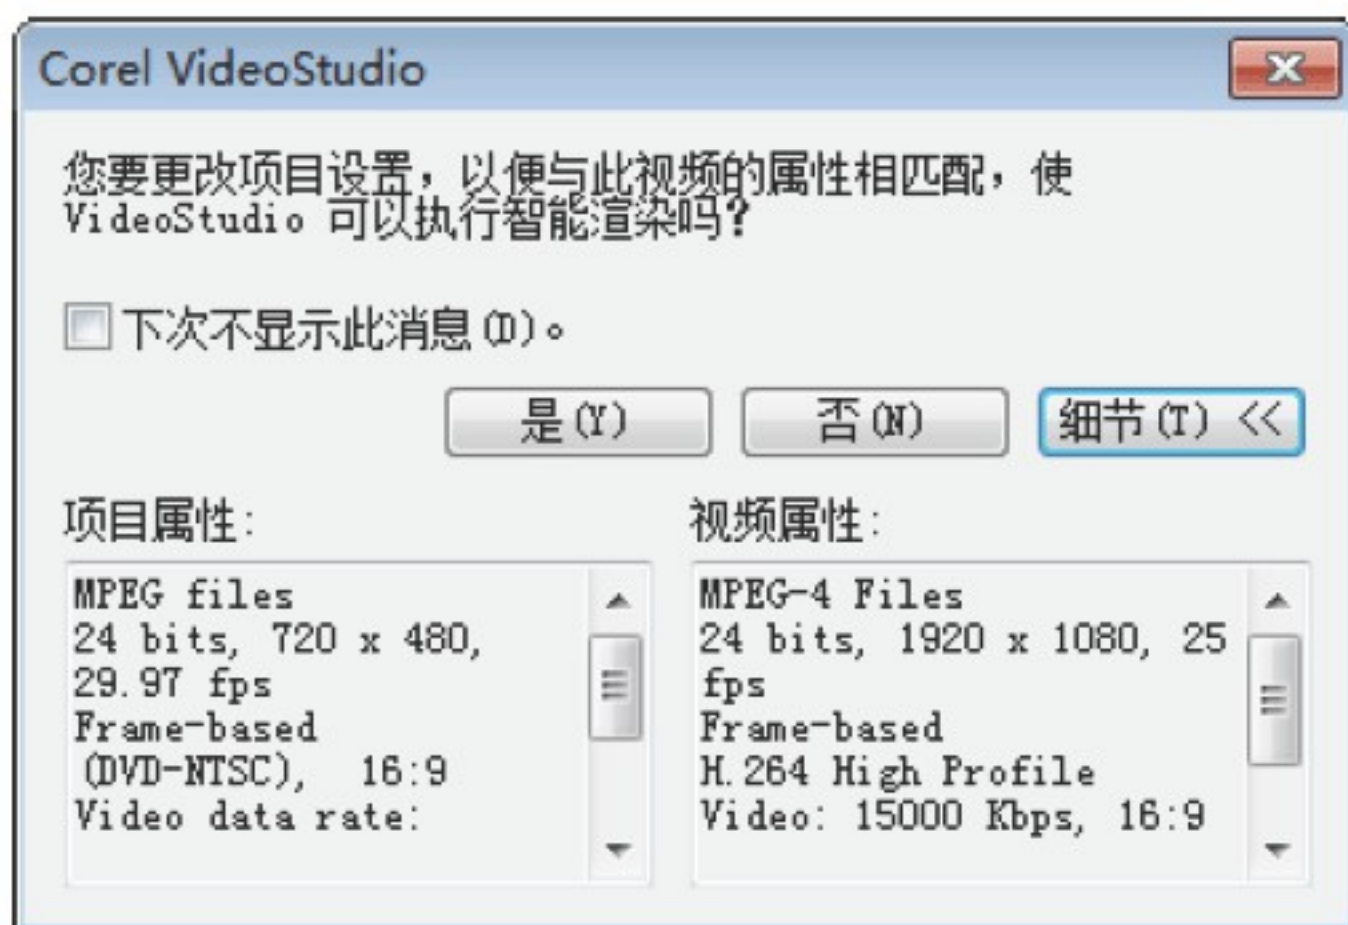 Corel VideoStudio
您要更改项目设置，以便与此视频的属性相匹配，使
VideoStudio 可以执行智能渲染吗？
下次不显示此消息(D)。
是(Y)
否(N)
细节(T) <<
项目属性:
MPEG files
24 bits, 720 x 480,
29.97 fps
Frame-based
(DVD-NTSC),  16:9
Video data rate:
视频属性:
MPEG-4 Files
24 bits, 1920 x 1080, 25
fps
Frame-based
H.264 High Profile
Video: 15000 Kbps, 16:9